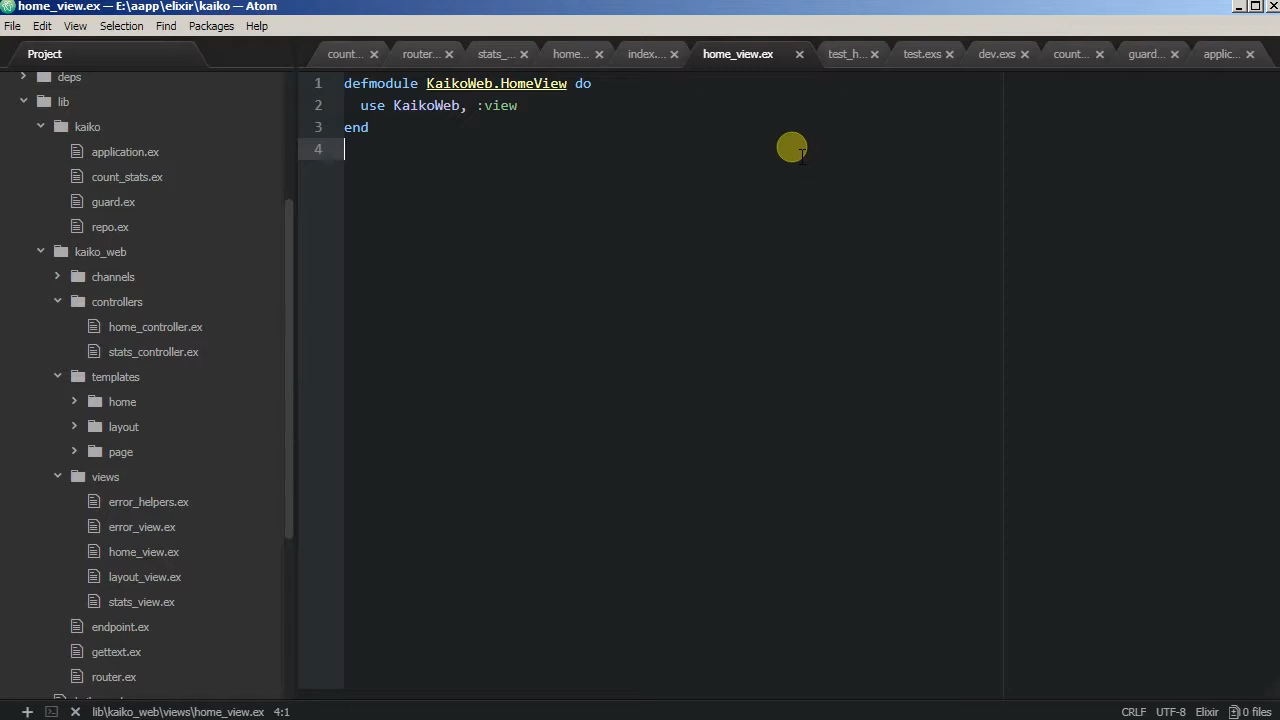 home_view.ex — E:\aapp\elixir\kaiko — Atom
File Edit View Selection Find Packages Help
Project
count... router... stats_... home... index.... home_view.ex test_h... test.exs dev.exs count... guard... applic...
deps
lib
kaiko
application.ex
count_stats.ex
guard.ex
repo.ex
kaiko_web
channels
controllers
home_controller.ex
stats_controller.ex
templates
home
layout
page
views
error_helpers.ex
error_view.ex
home_view.ex
layout_view.ex
stats_view.ex
endpoint.ex
gettext.ex
router.ex
1 defmodule KaikoWeb.HomeView do
2 use KaikoWeb, :view
3 end
4
lib\kaiko_web\views\home_view.ex 4:1 CRLF UTF-8 Elixir 0 files